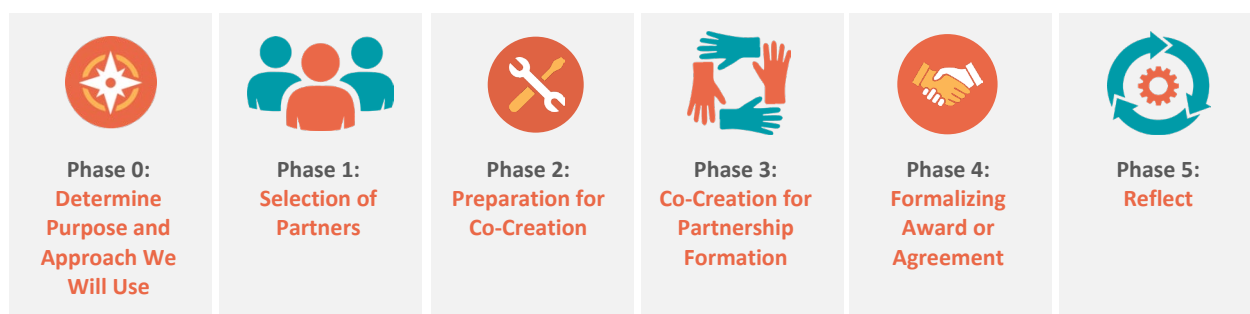 Phase 0:
Determine
Purpose and
Approach We
Will Use
Phase 1:
Selection of
Partners
Phase 2:
Preparation for
Co-Creation
Phase 3:
Co-Creation for
Partnership
Formation
Phase 4:
Formalizing
Award or
Agreement
Phase 5:
Reflect